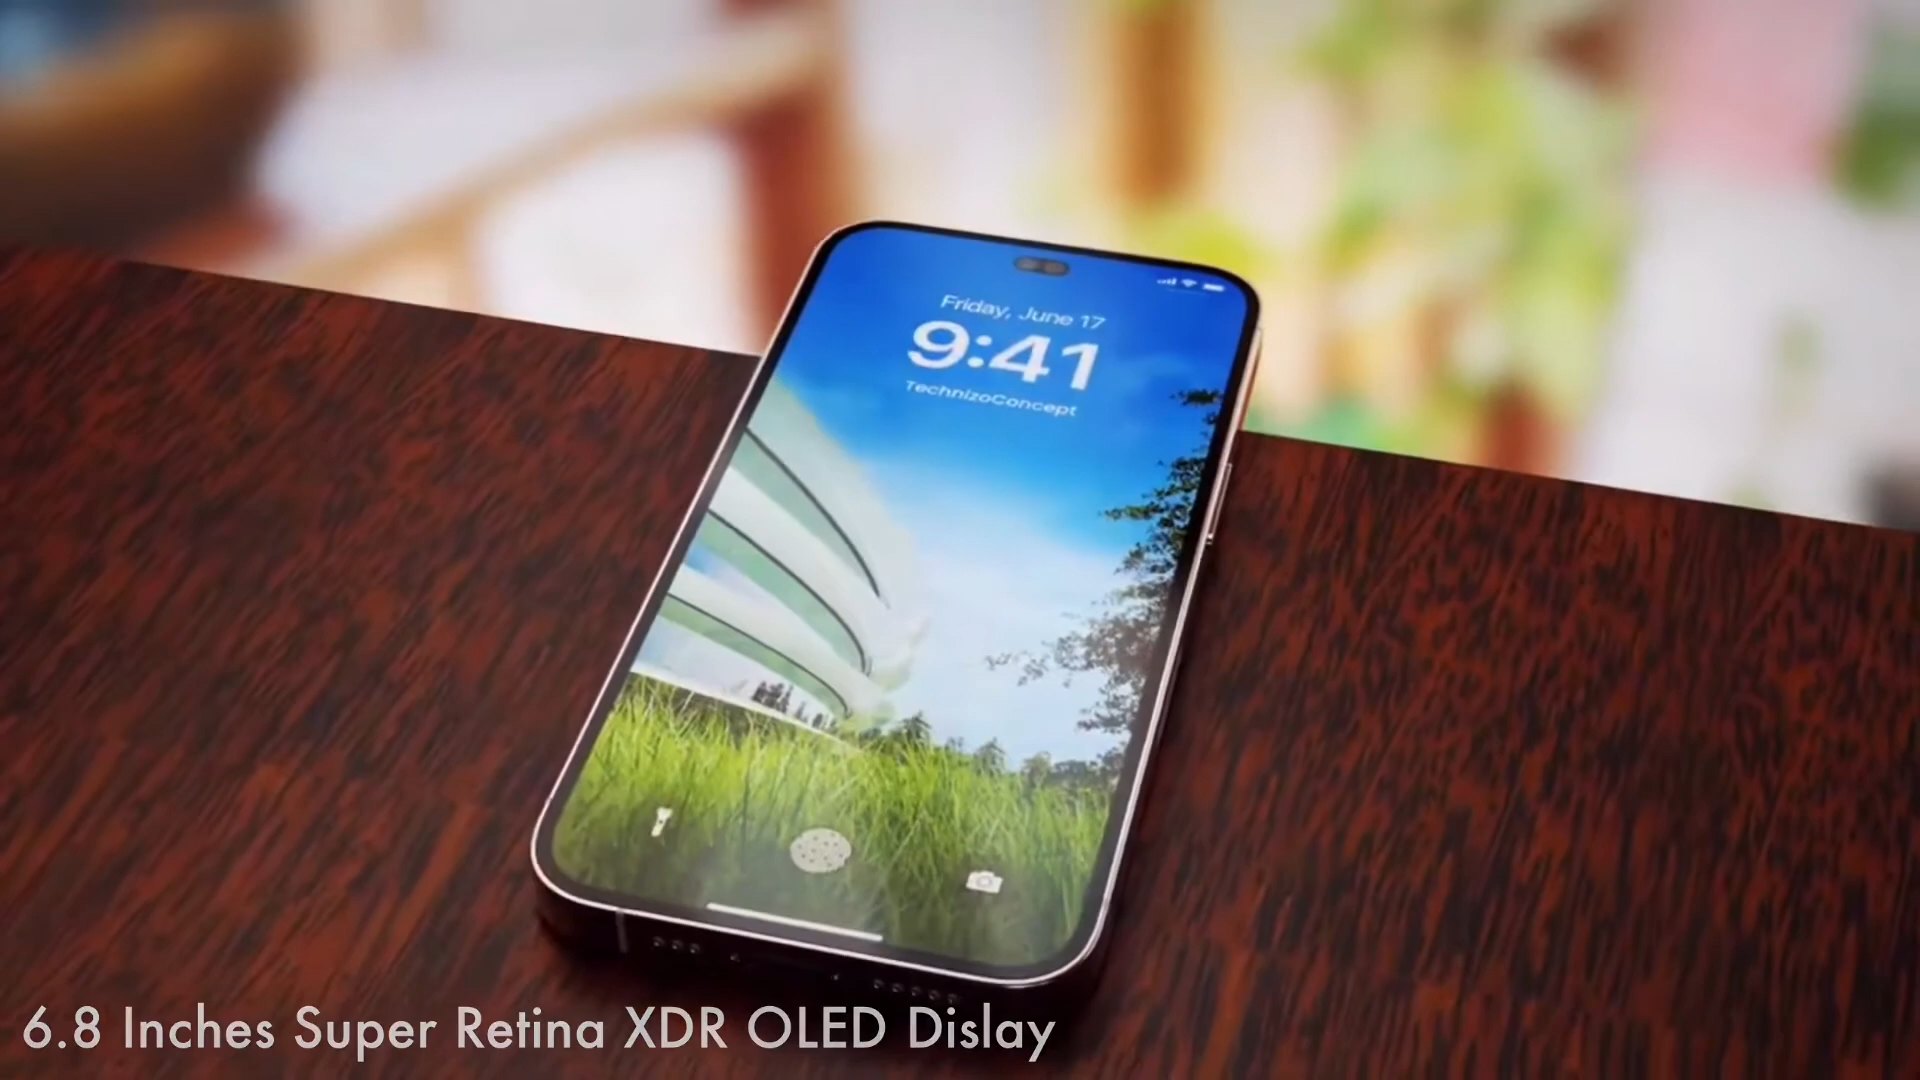 Friday, June 17
9:41
TechnizoConcept
6.8 Inches Super Retina XDR OLED Dislay